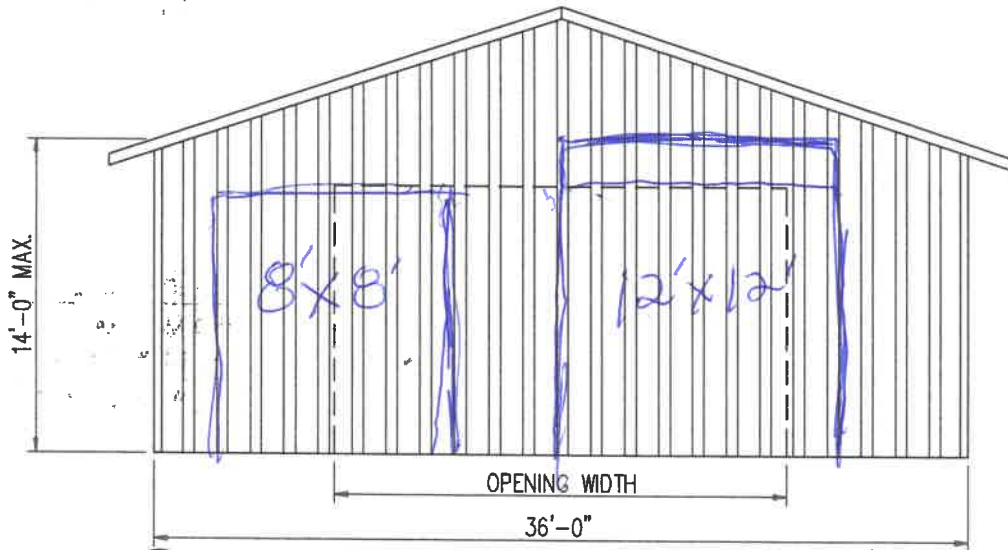 14'-0" MAX.
8'x8'
12'x12'
OPENING WIDTH
36'-0"